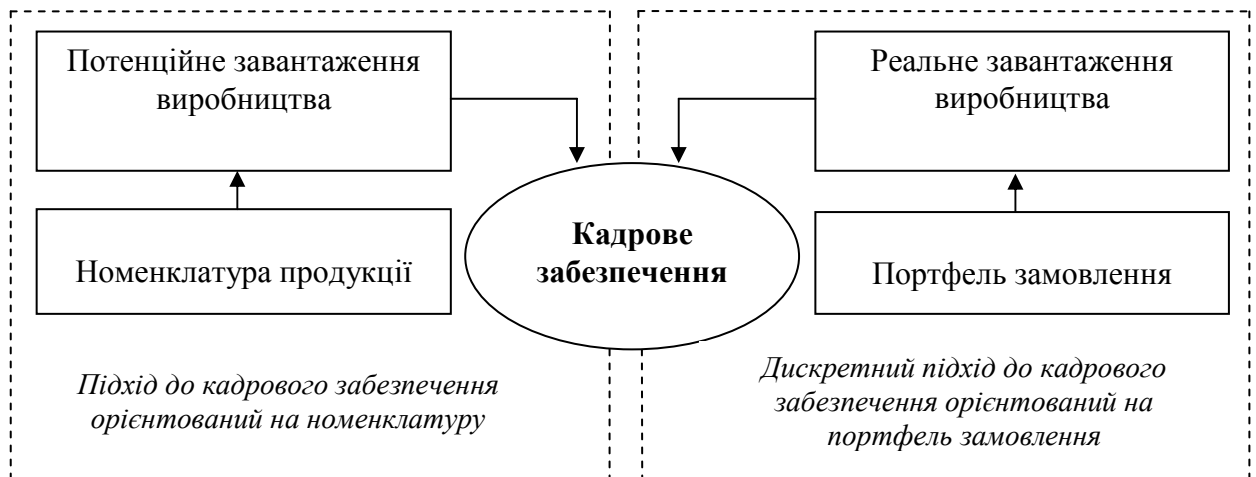 Потенційне завантаження
виробництва
Номенклатура продукції
Підхід до кадрового забезпечення
орієнтований на номенклатуру
Кадрове
забезпечення
Реальне завантаження
виробництва
Портфель замовлення
Дискретний підхід до кадрового
забезпечення орієнтований на
портфель замовлення